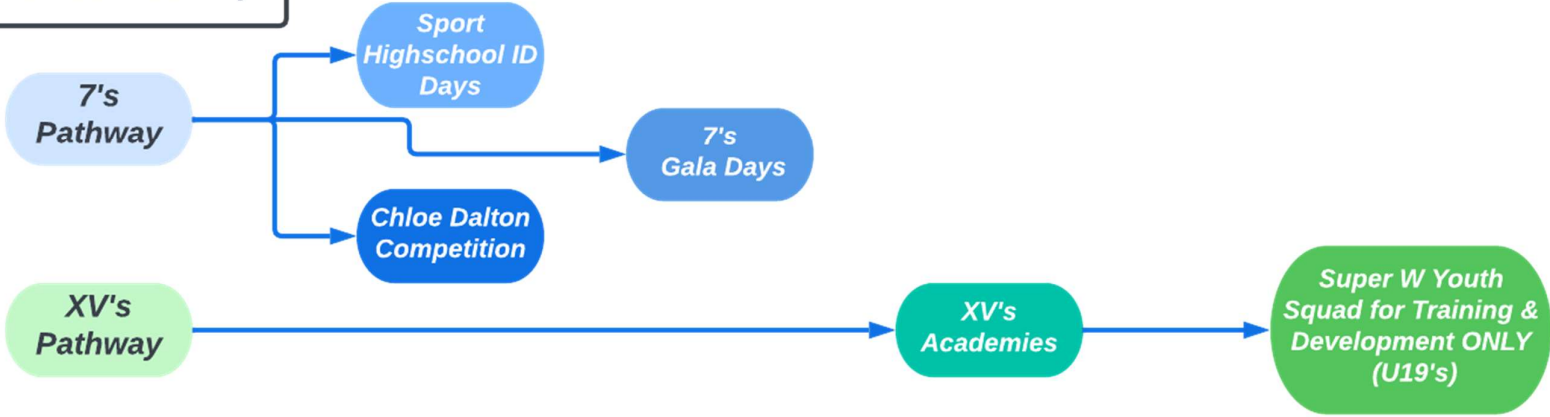 Sport
Highschool ID
Days
7's
Pathway
7's
Gala Days
Chloe Dalton
Competition
XV's
Pathway
XV's
Academies
Super W Youth
Squad for Training &
Development ONLY
(U19's)